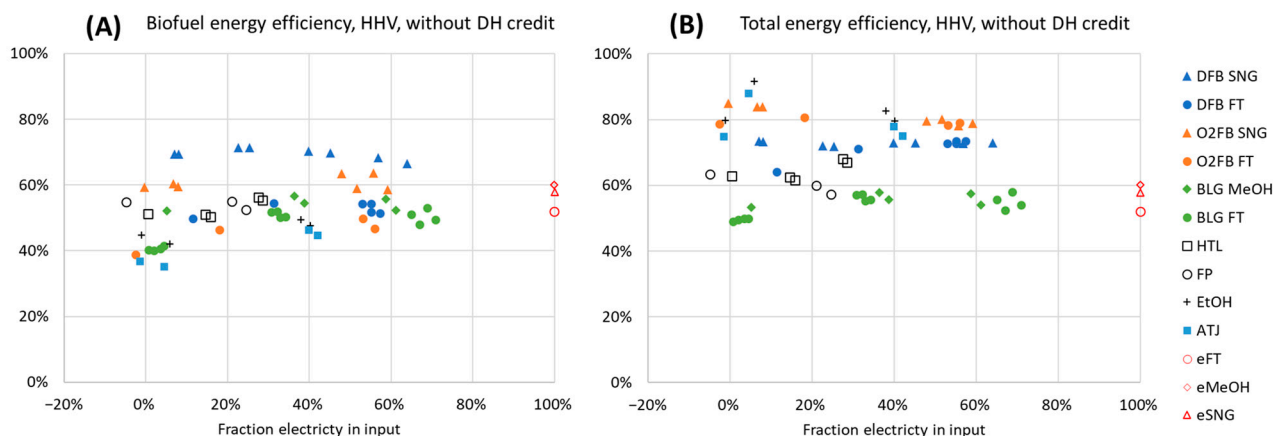 (A) Biofuel energy efficiency, HHV, without DH credit
100%
80%
60%
40%
20%
0%
−20% 0% 20% 40% 60% 80% 100%
Fraction electricty in input
(B) Total energy efficiency, HHV, without DH credit
100%
80%
60%
40%
20%
0%
−20% 0% 20% 40% 60% 80% 100%
Fraction electricty in input
DFB SNG
DFB FT
O2FB SNG
O2FB FT
BLG MeOH
BLG FT
HTL
FP
EtOH
ATJ
eFT
eMeOH
eSNG